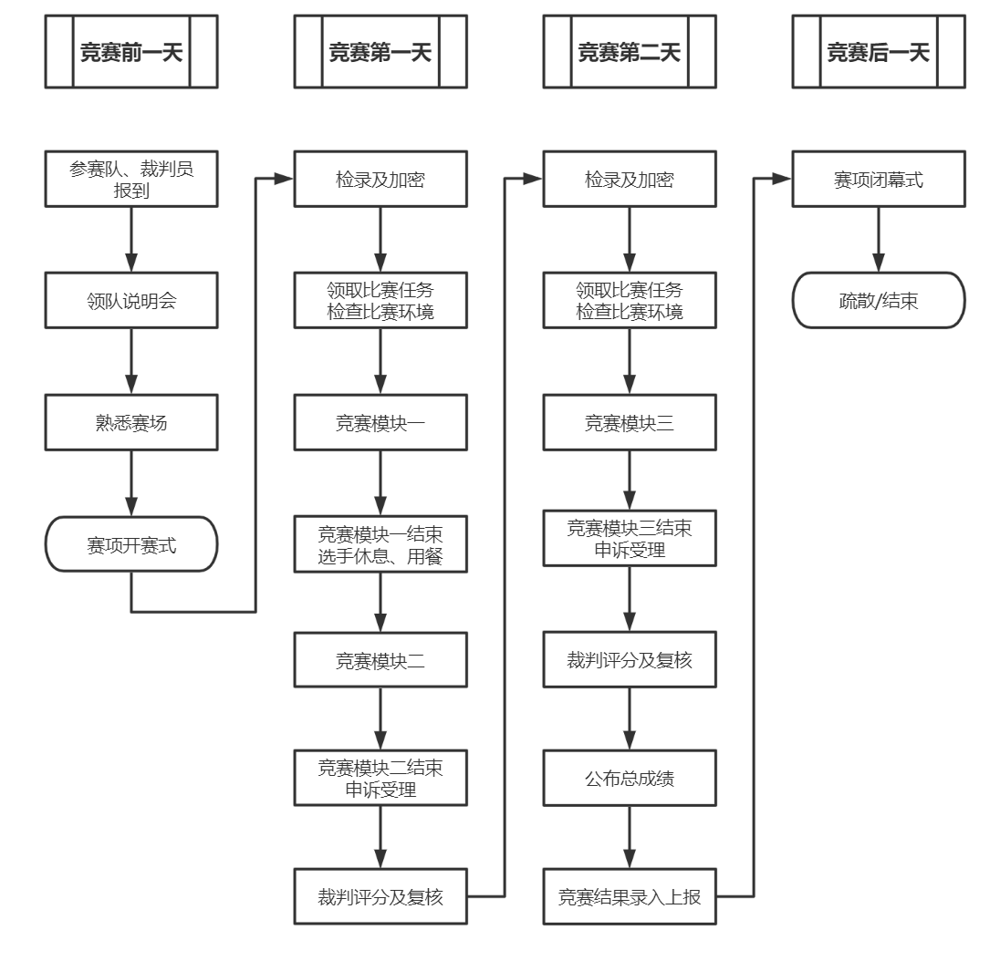 竞赛前一天
竞赛第一天
竞赛第二天
竞赛后一天
参赛队、裁判员
报到
领队说明会
熟悉赛场
赛项开赛式
检录及加密
领取比赛任务
检查比赛环境
竞赛模块一
竞赛模块一结束
选手休息、用餐
竞赛模块二
竞赛模块二结束
申诉受理
裁判评分及复核
检录及加密
领取比赛任务
检查比赛环境
竞赛模块三
竞赛模块三结束
申诉受理
裁判评分及复核
公布总成绩
竞赛结果录入上报
赛项闭幕式
疏散/结束